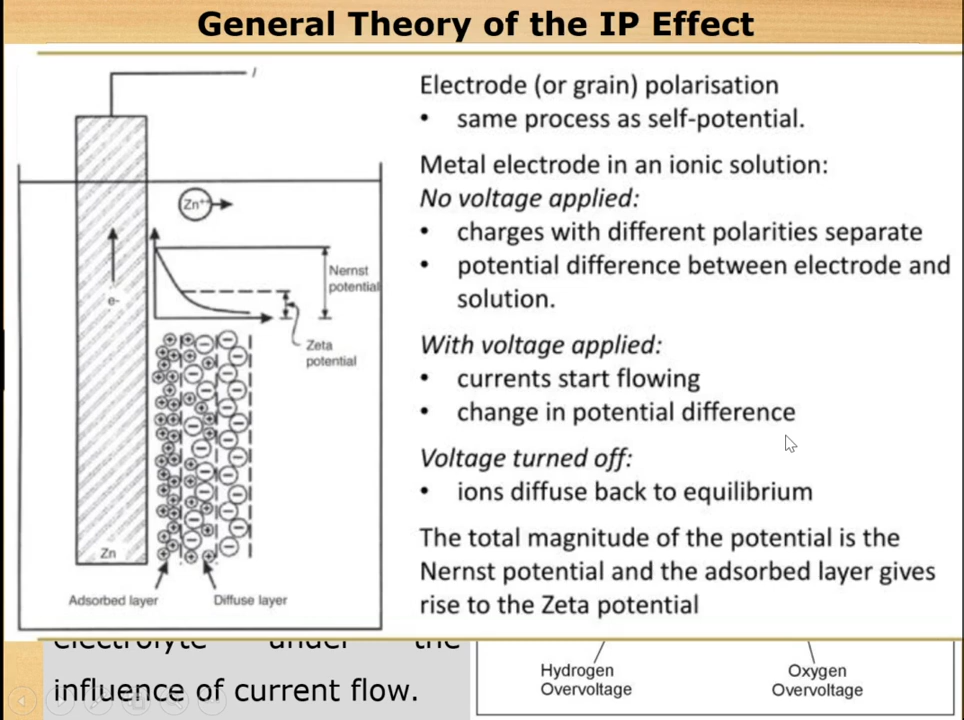 General Theory of the IP Effect
I
Zn++
e-
Nernst
potential
Zeta
potential
Zn
Adsorbed layer
Diffuse layer
Electrode (or grain) polarisation
• same process as self-potential.
Metal electrode in an ionic solution:
No voltage applied:
• charges with different polarities separate
• potential difference between electrode and
solution.
With voltage applied:
• currents start flowing
• change in potential difference
Voltage turned off:
• ions diffuse back to equilibrium
The total magnitude of the potential is the
Nernst potential and the adsorbed layer gives
rise to the Zeta potential
electrolyte under the
influence of current flow.
Hydrogen
Overvoltage
Oxygen
Overvoltage